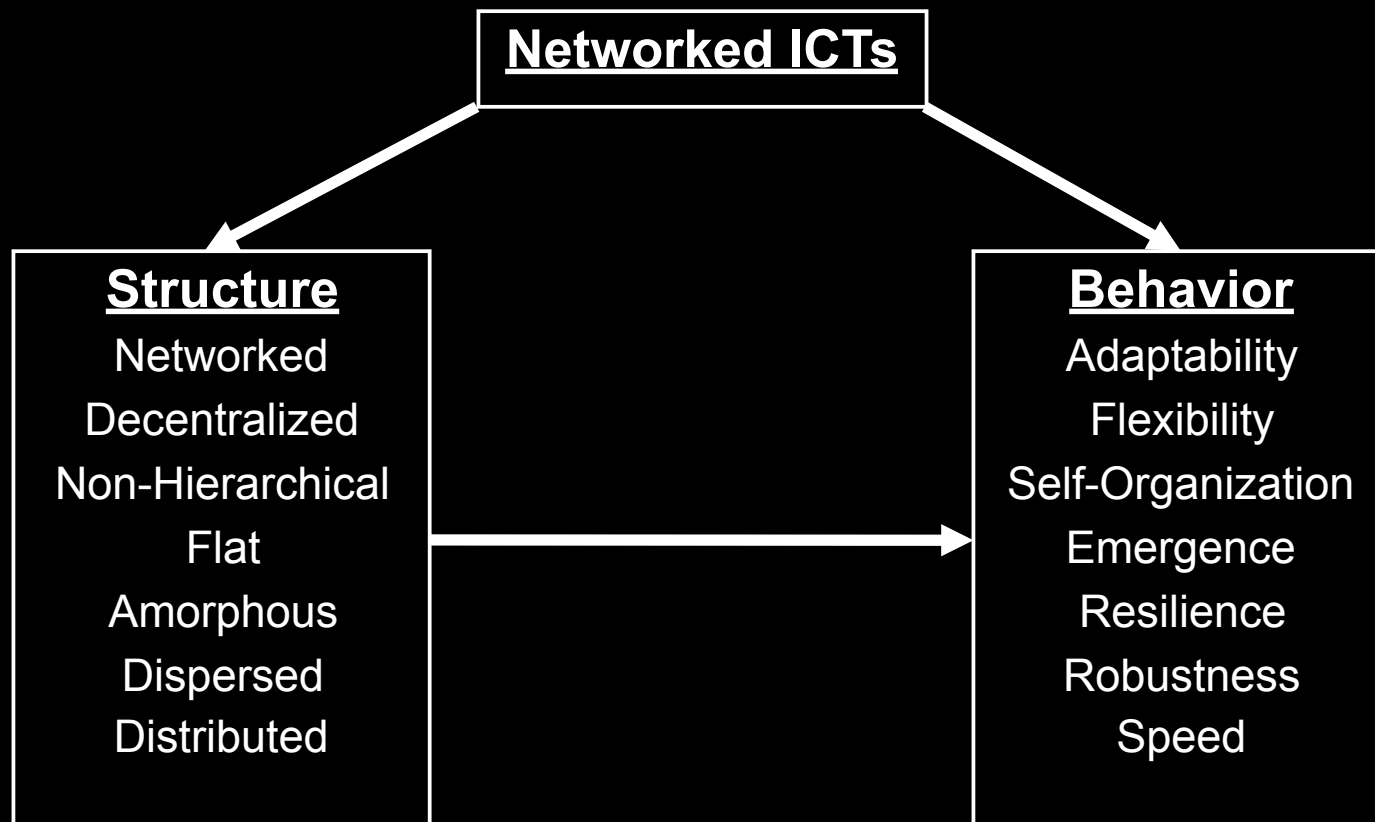 Networked ICTs
Structure
Networked
Decentralized
Non-Hierarchical
Flat
Amorphous
Dispersed
Distributed
Behavior
Adaptability
Flexibility
Self-Organization
Emergence
Resilience
Robustness
Speed